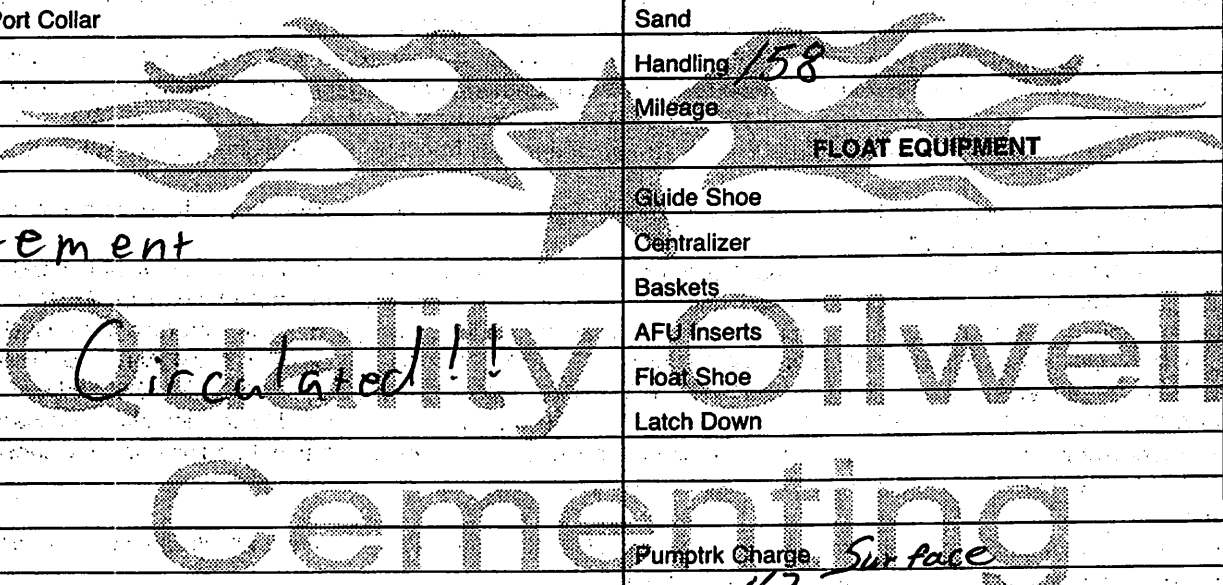 Port Collar
ement
Circulated!!
Sand
Handling 158
Mileage
FLOAT EQUIPMENT
Guide Shoe
Centralizer
Baskets
AFU Inserts
Float Shoe
Latch Down
Pumptrk Charge Surface
Quality Oilwell
Cementing